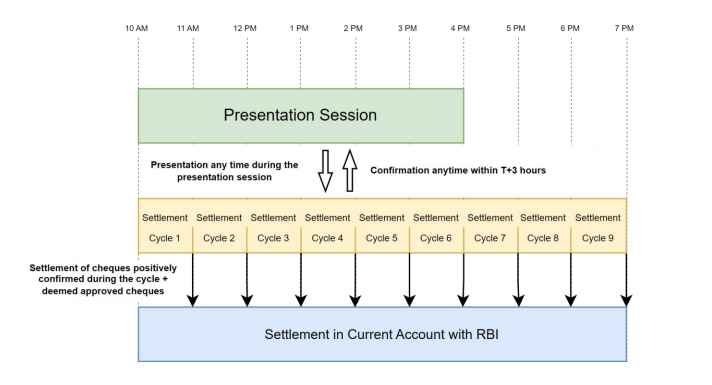 10 AM 11 AM 12 PM 1 PM 2 PM 3 PM 4 PM 5 PM 6 PM 7 PM
Presentation Session
Presentation any time during the
presentation session
Confirmation anytime within T+3 hours
Settlement Settlement Settlement Settlement Settlement Settlement Settlement Settlement Settlement
Cycle 1 Cycle 2 Cycle 3 Cycle 4 Cycle 5 Cycle 6 Cycle 7 Cycle 8 Cycle 9
Settlement of cheques positively
confirmed during the cycle +
deemed approved cheques
Settlement in Current Account with RBI